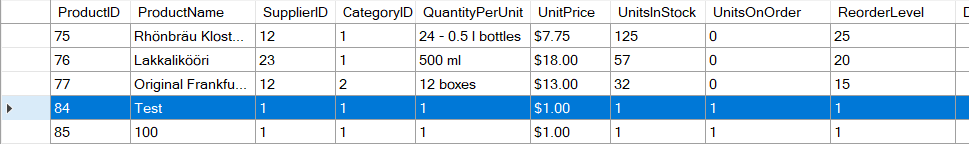 ProductID ProductName SupplierID CategoryID QuantityPerUnit UnitPrice UnitsInStock UnitsOnOrder ReorderLevel
75 Rhönbräu Klost... 12 1 24 - 0.5 l bottles $7.75 125 0 25
76 Lakkalikööri 23 1 500 ml $18.00 57 0 20
77 Original Frankfu... 12 2 12 boxes $13.00 32 0 15
84 Test 1 1 1 $1.00 1 1 1
85 100 1 1 1 $1.00 1 1 1